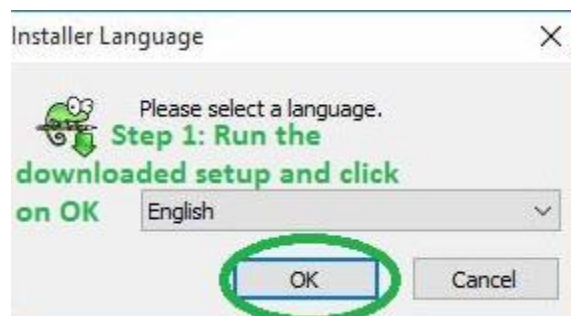 Installer Language
Please select a language.
Step 1: Run the
downloaded setup and click
on OK
English
OK
Cancel